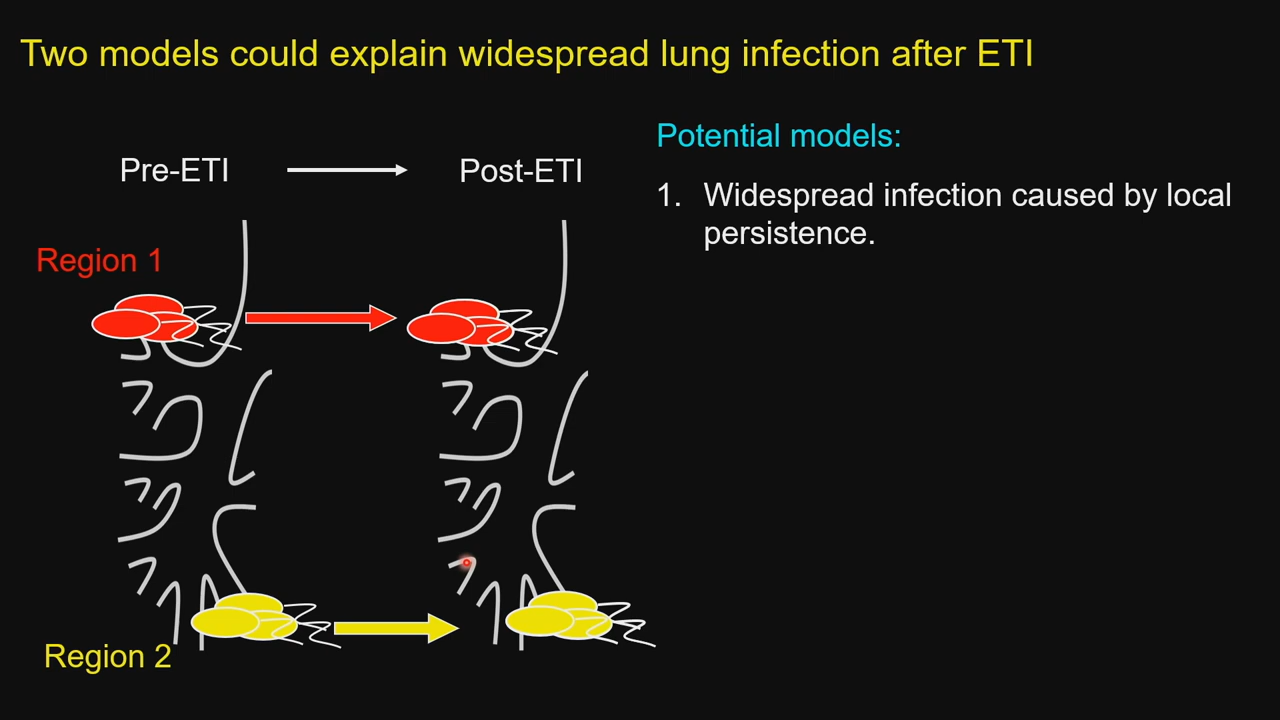 Two models could explain widespread lung infection after ETI
Potential models:
Pre-ETI
Post-ETI
1. Widespread infection caused by local
persistence.
Region 1
Region 2